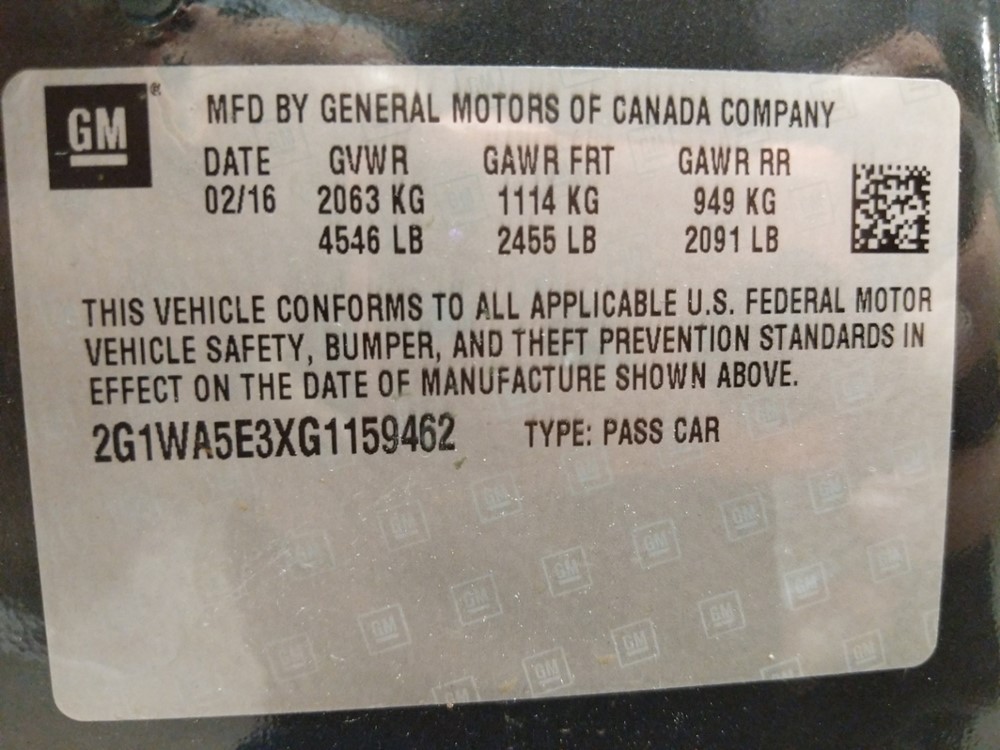 GM ®
MFD BY GENERAL MOTORS OF CANADA COMPANY
DATE GVWR GAWR FRT GAWR RR
02/16 2063 KG 1114 KG 949 KG
4546 LB 2455 LB 2091 LB
THIS VEHICLE CONFORMS TO ALL APPLICABLE U.S. FEDERAL MOTOR
VEHICLE SAFETY, BUMPER, AND THEFT PREVENTION STANDARDS IN
EFFECT ON THE DATE OF MANUFACTURE SHOWN ABOVE.
2G1WA5E3XG1159462 TYPE: PASS CAR